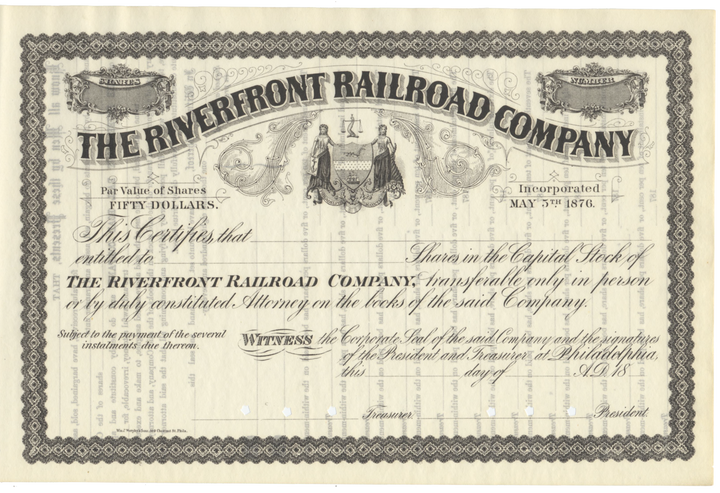 SHARES
NUMBER
THE RIVERFRONT RAILROAD COMPANY
Par Value of Shares
FIFTY DOLLARS.
Incorporated
MAY 5TH 1876.
This Certifies, that
entitled to Shares in the Capital Stock of
THE RIVERFRONT RAILROAD COMPANY, transferable only in person
or by duly constituted Attorney on the books of the said Company.
Subject to the payment of the several
instalments due thereon.
WITNESS the Corporate Seal of the said Company and the signatures
of the President and Treasurer at Philadelphia,
this day of A.D. 18
Treasurer. President.